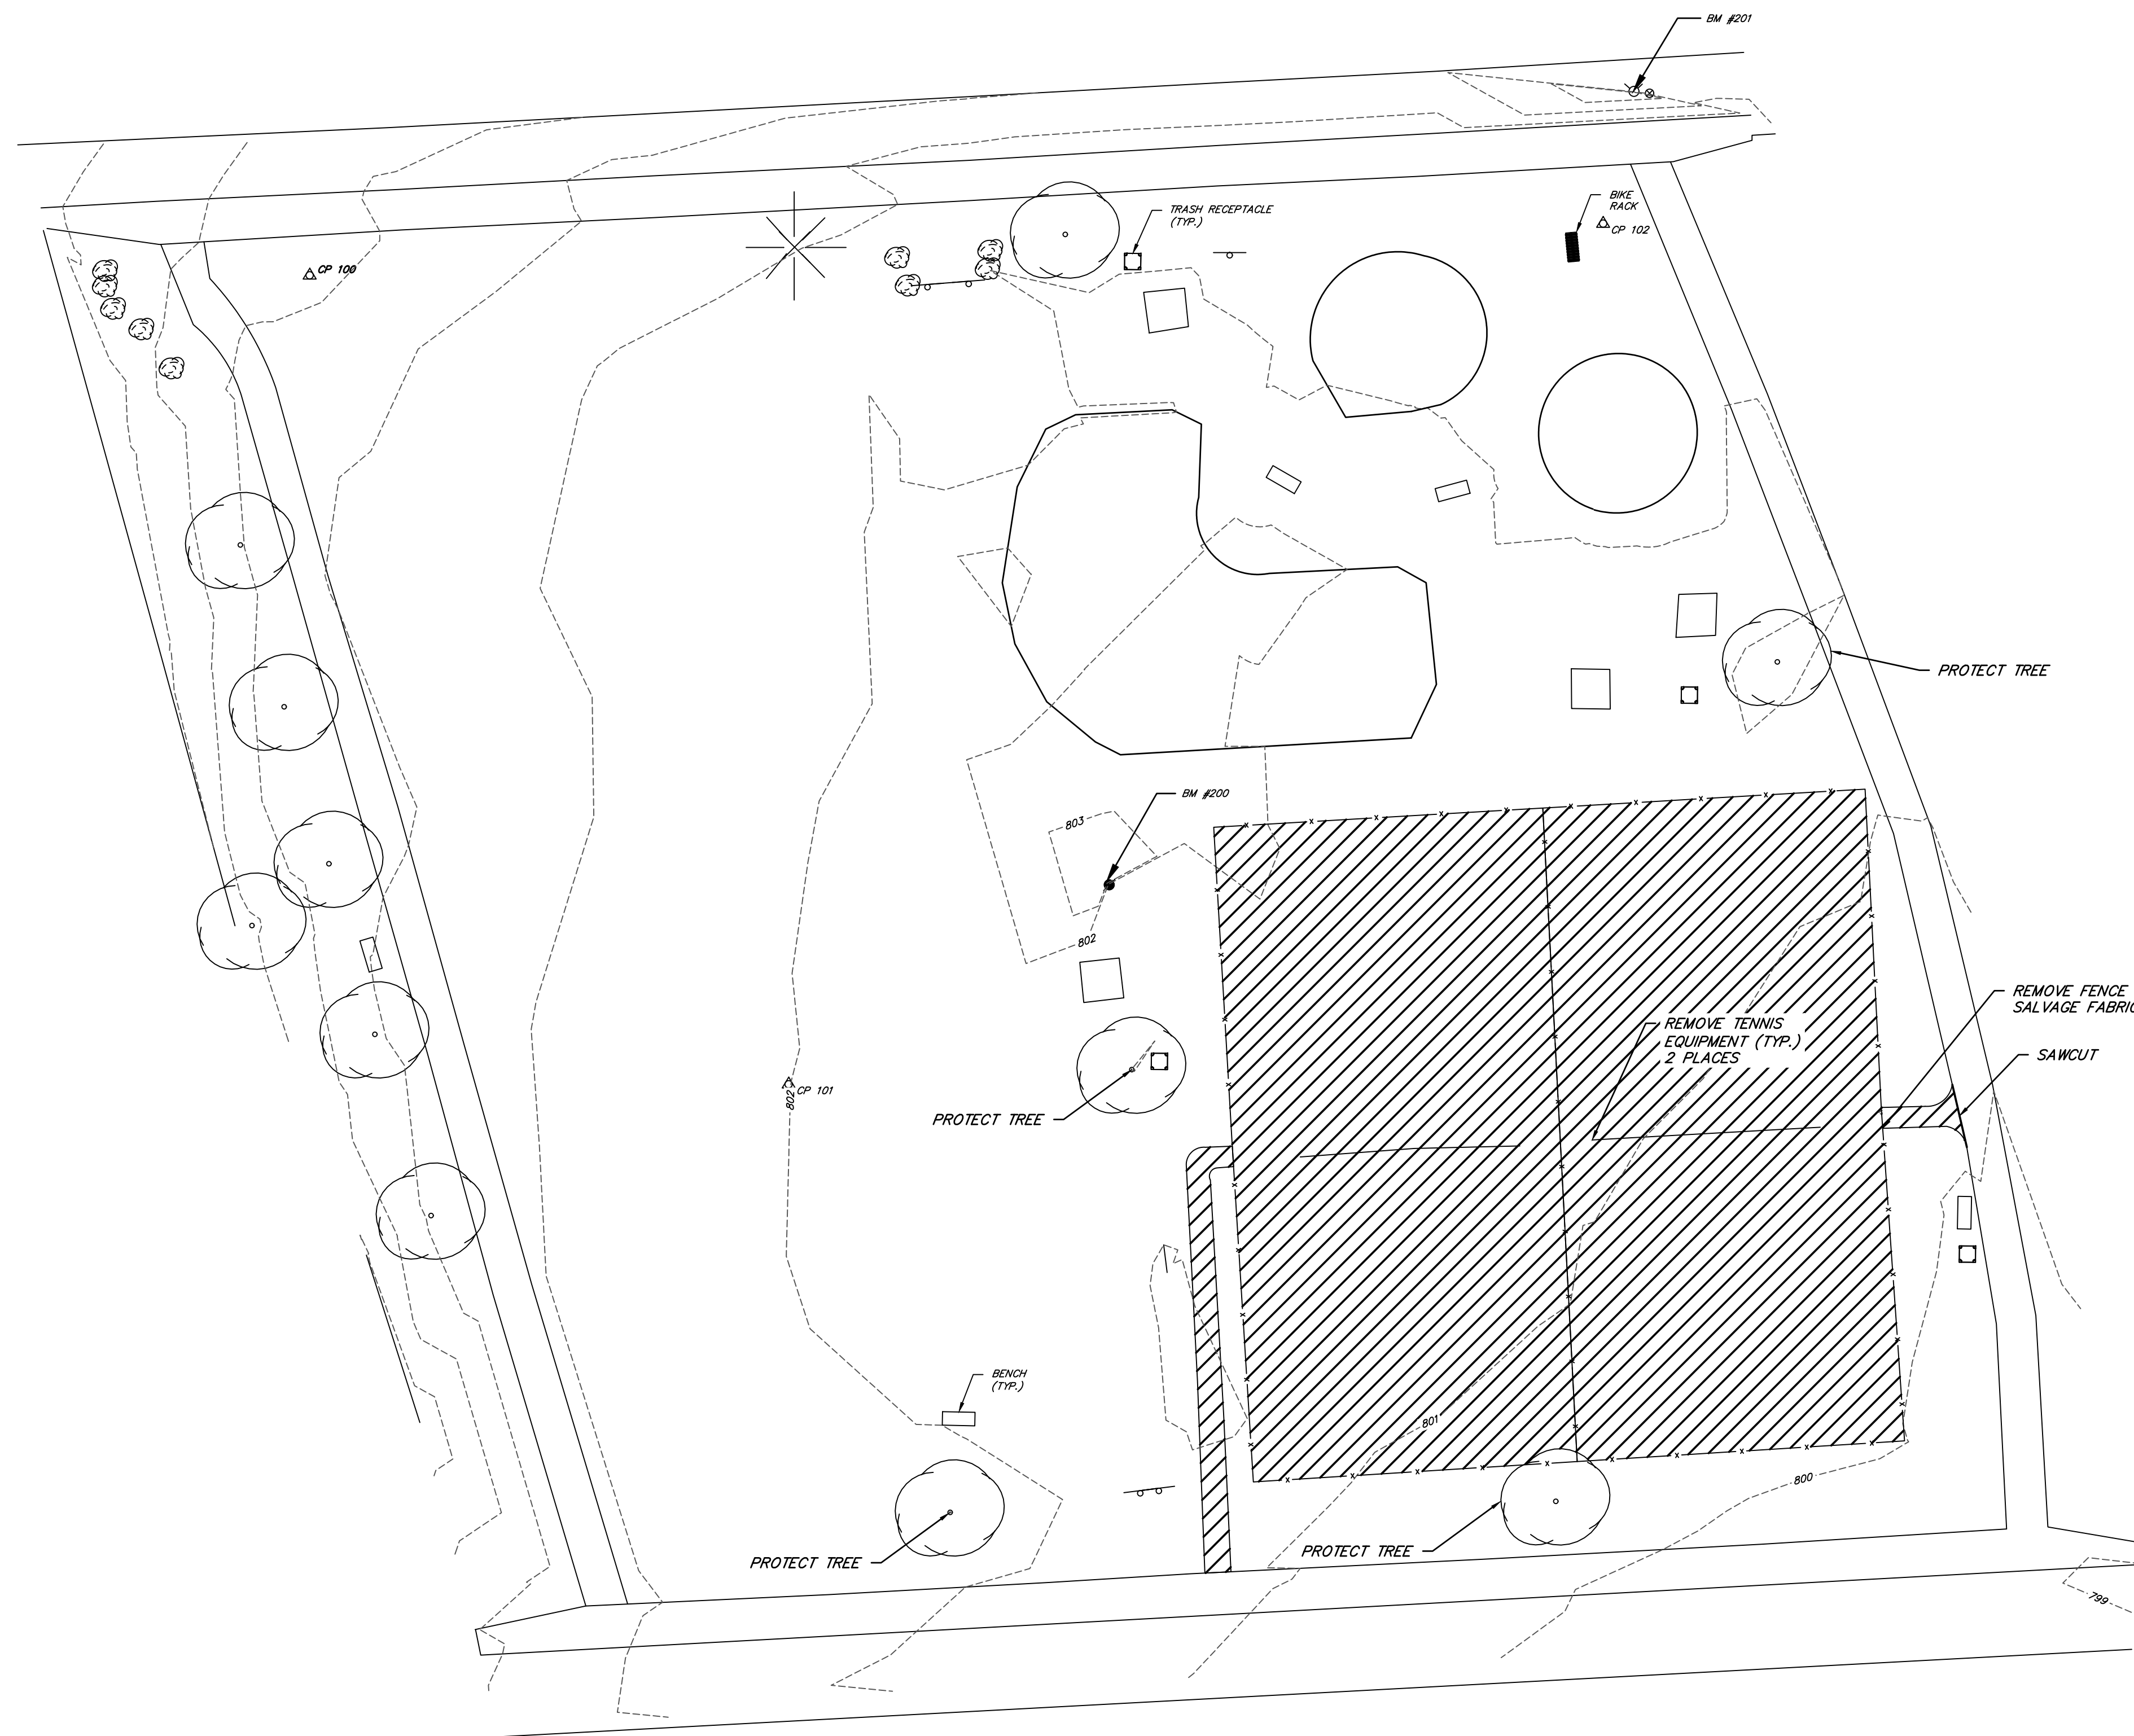 BM #201
TRASH RECEPTACLE
(TYP.)
BIKE
RACK
CP 102
CP 100
PROTECT TREE
BM #200
803
802
REMOVE FENCE
SALVAGE FABRIC
REMOVE TENNIS
EQUIPMENT (TYP.)
2 PLACES
SAWCUT
802
CP 101
PROTECT TREE
BENCH
(TYP.)
801
800
PROTECT TREE
PROTECT TREE
799